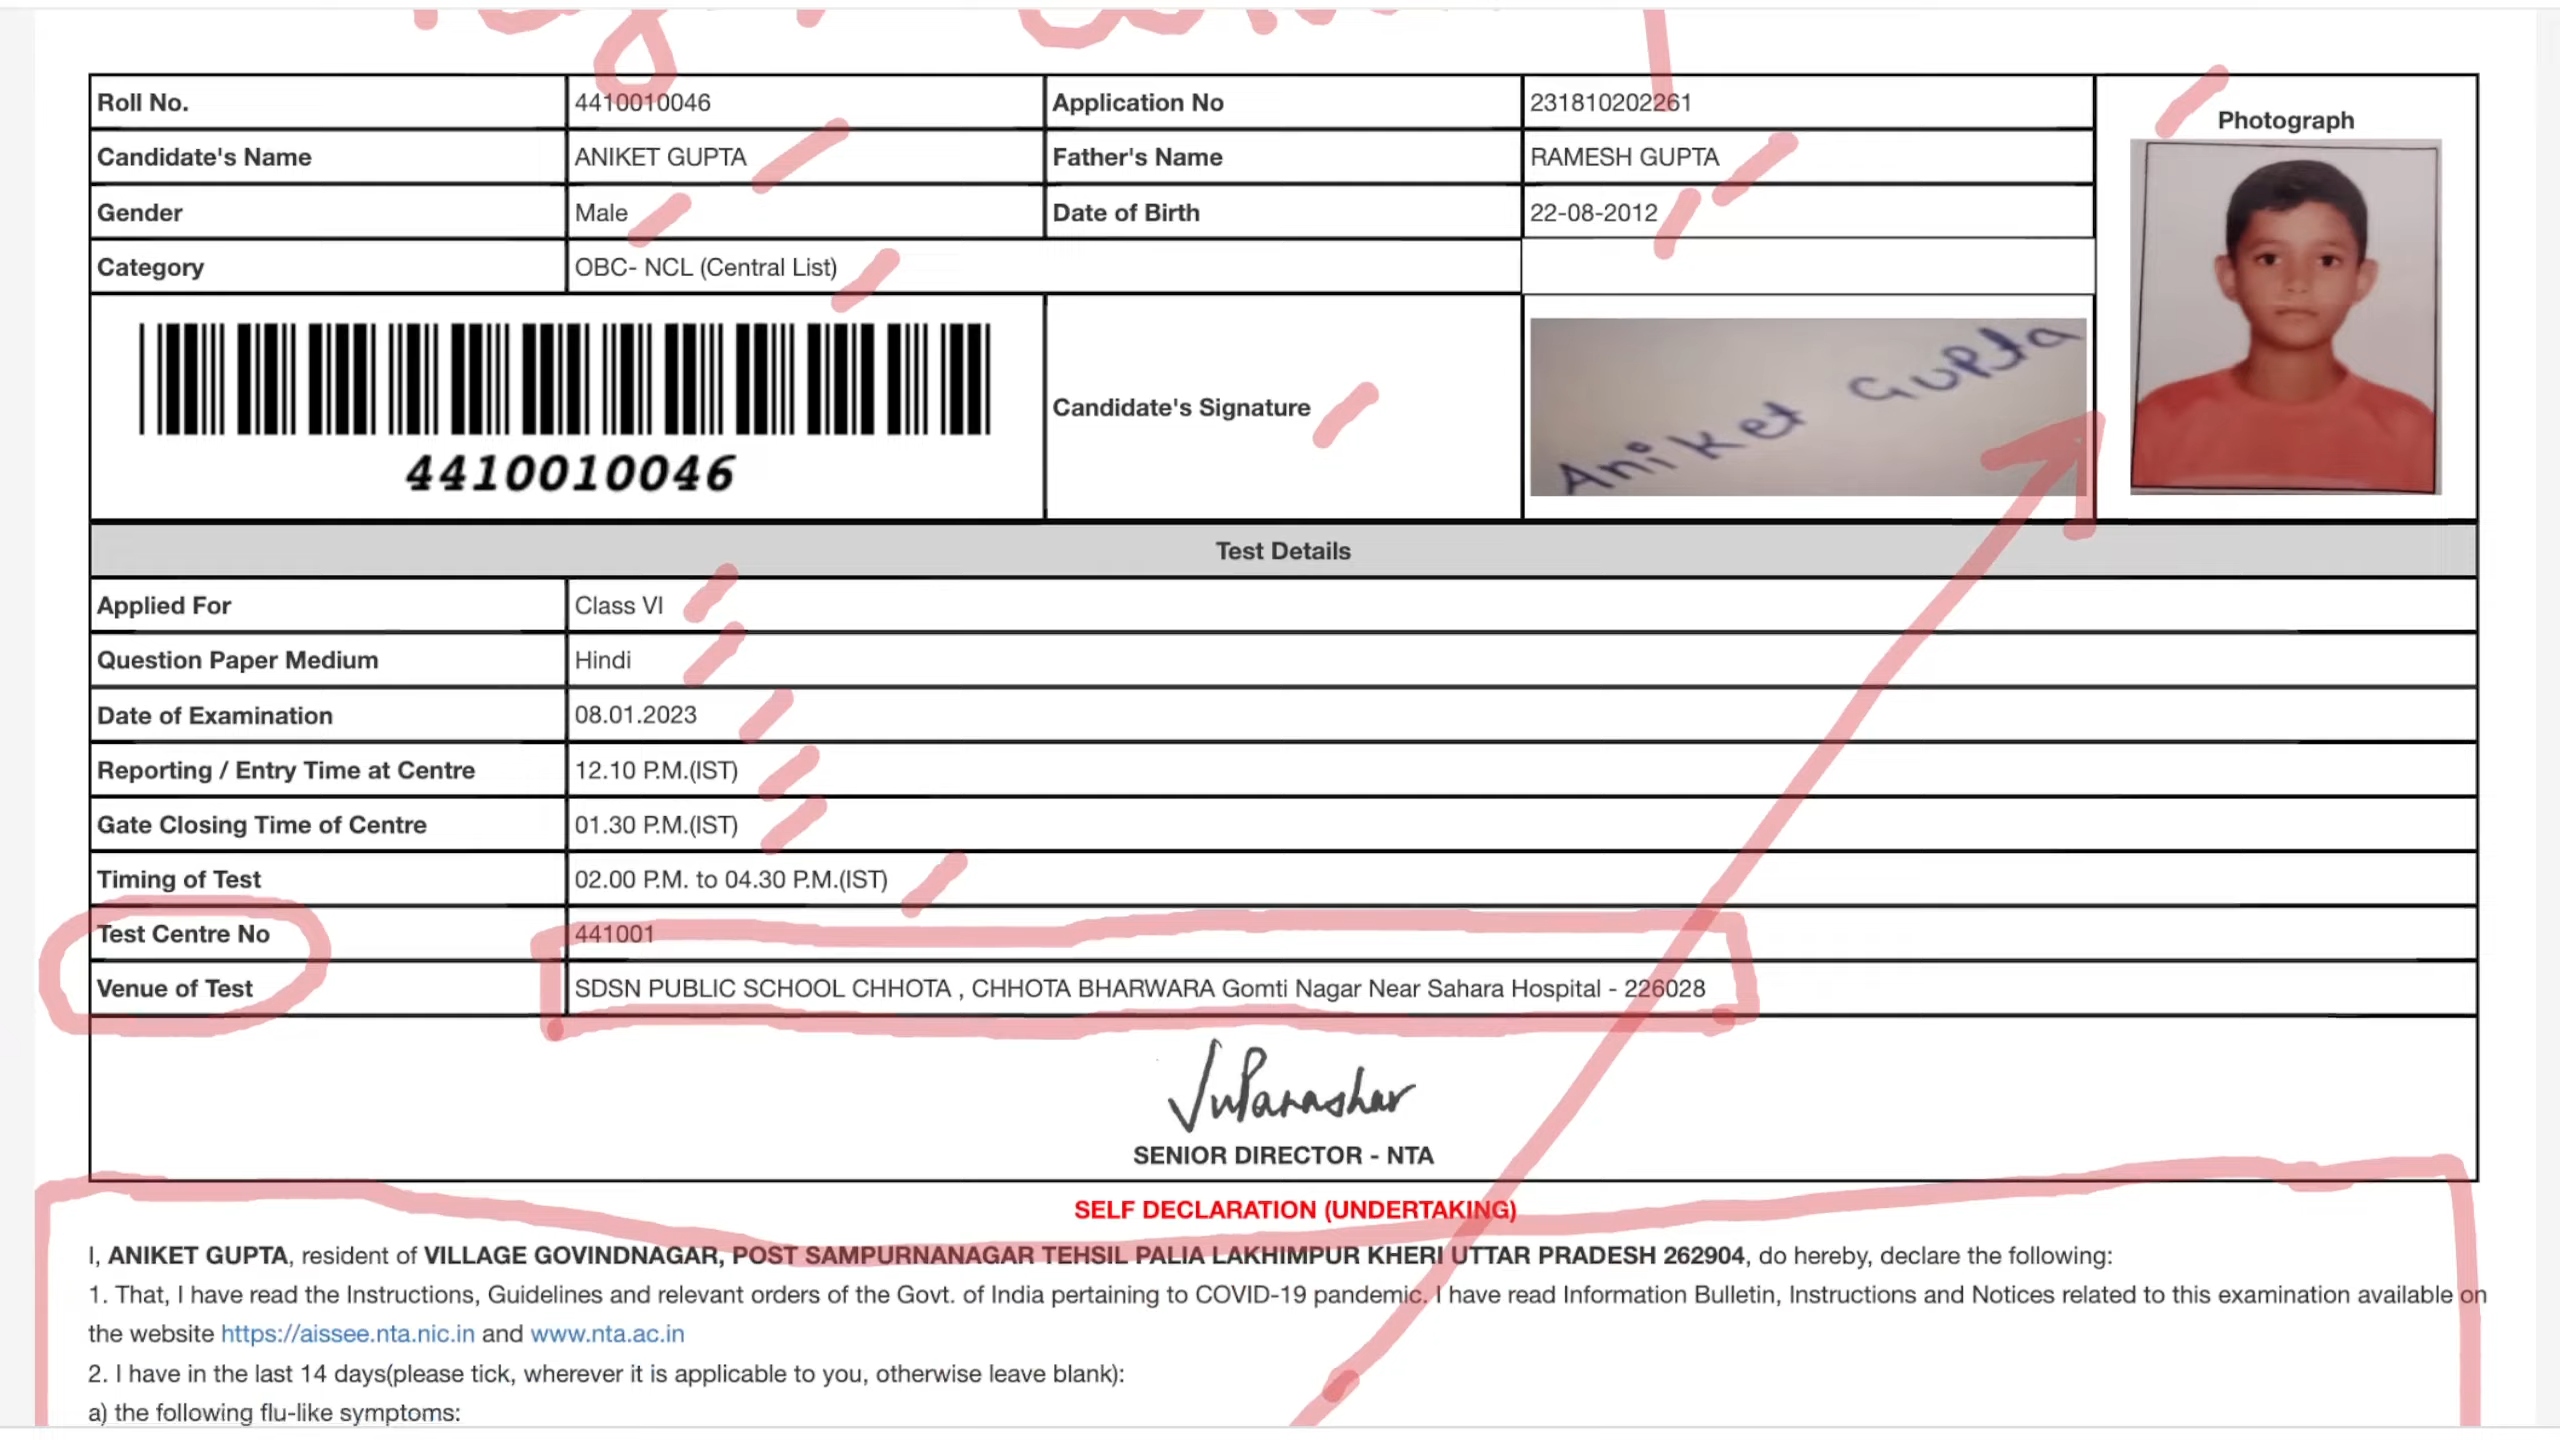 Roll No. 4410010046 Application No 231810202261 Photograph
Candidate's Name ANIKET GUPTA Father's Name RAMESH GUPTA
Gender Male Date of Birth 22-08-2012
Category OBC- NCL (Central List)
4410010046
Candidate's Signature
Aniket Gupta
Test Details
Applied For Class VI
Question Paper Medium Hindi
Date of Examination 08.01.2023
Reporting / Entry Time at Centre 12.10 P.M.(IST)
Gate Closing Time of Centre 01.30 P.M.(IST)
Timing of Test 02.00 P.M. to 04.30 P.M.(IST)
Test Centre No 441001
Venue of Test SDSN PUBLIC SCHOOL CHHOTA , CHHOTA BHARWARA Gomti Nagar Near Sahara Hospital - 226028
SENIOR DIRECTOR - NTA
SELF DECLARATION (UNDERTAKING)
I, ANIKET GUPTA, resident of VILLAGE GOVINDNAGAR, POST SAMPURNANAGAR TEHSIL PALIA LAKHIMPUR KHERI UTTAR PRADESH 262904, do hereby, declare the following:
1. That, I have read the Instructions, Guidelines and relevant orders of the Govt. of India pertaining to COVID-19 pandemic. I have read Information Bulletin, Instructions and Notices related to this examination available on
the website https://aissee.nta.nic.in and www.nta.ac.in
2. I have in the last 14 days(please tick, wherever it is applicable to you, otherwise leave blank):
a) the following flu-like symptoms: